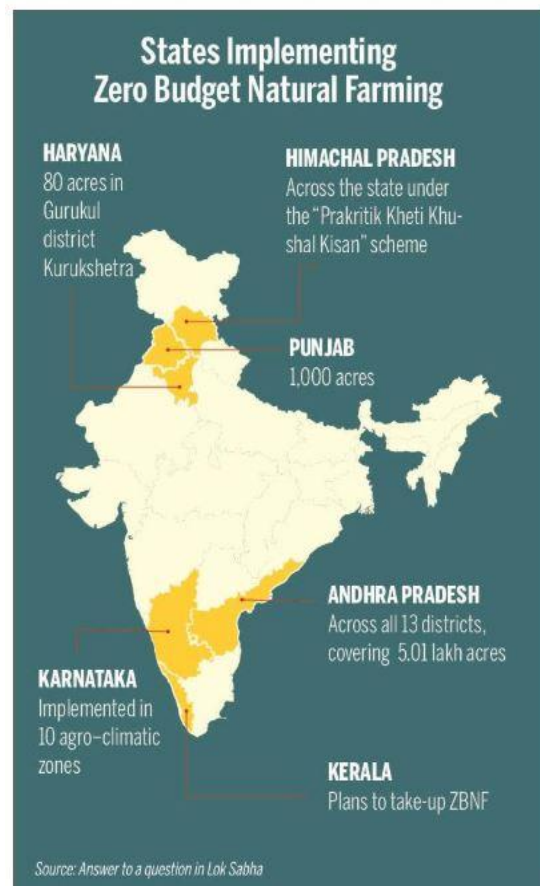 States Implementing
Zero Budget Natural Farming
HARYANA
80 acres in
Gurukul
district
Kurukshetra
HIMACHAL PRADESH
Across the state under
the “Prakritik Kheti Khu-
shal Kisan” scheme
PUNJAB
1,000 acres
ANDHRA PRADESH
Across all 13 districts,
covering 5.01 lakh acres
KARNATAKA
Implemented in
10 agro-climatic
zones
KERALA
Plans to take-up ZBNF
Source: Answer to a question in Lok Sabha